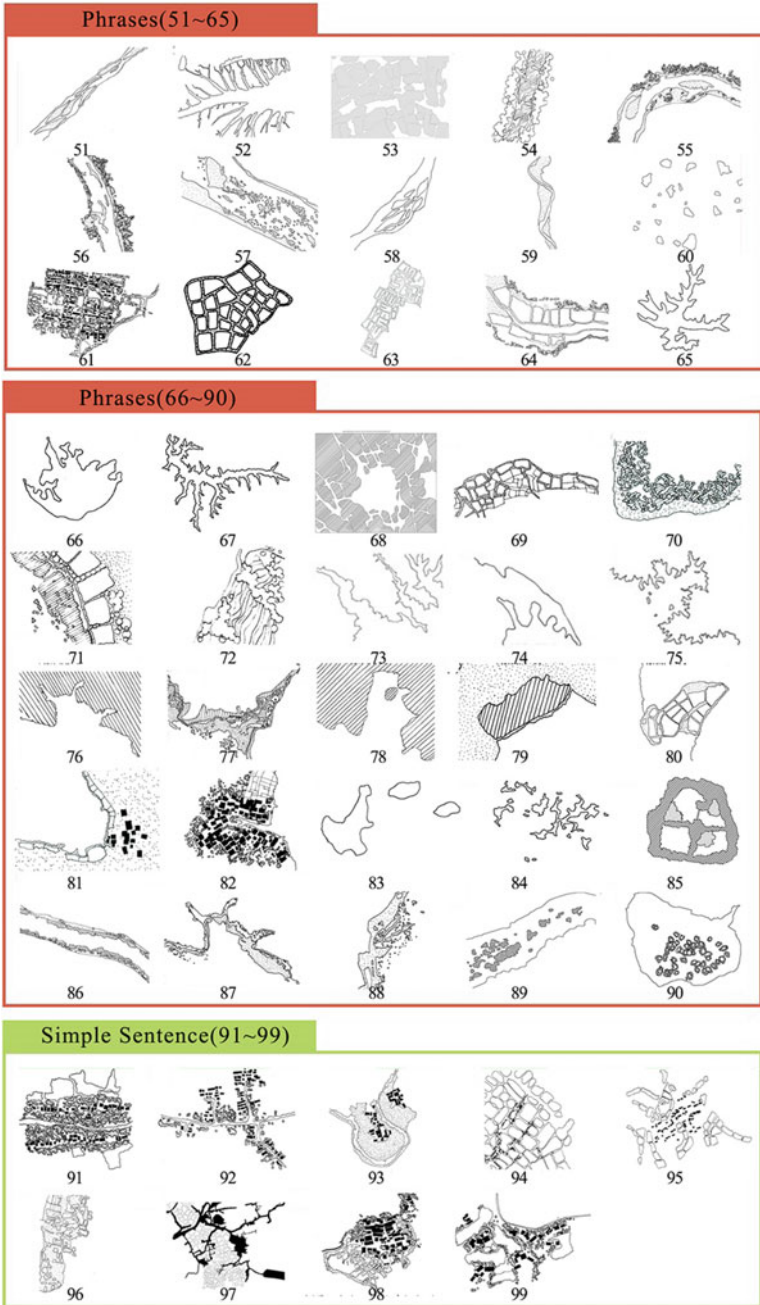 Phrases(51~65)
51 52 53 54 55
56 57 58 59 60
61 62 63 64 65
Phrases(66~90)
66 67 68 69 70
71 72 73 74 75
76 77 78 79 80
81 82 83 84 85
86 87 88 89 90
Simple Sentence(91~99)
91 92 93 94 95
96 97 98 99